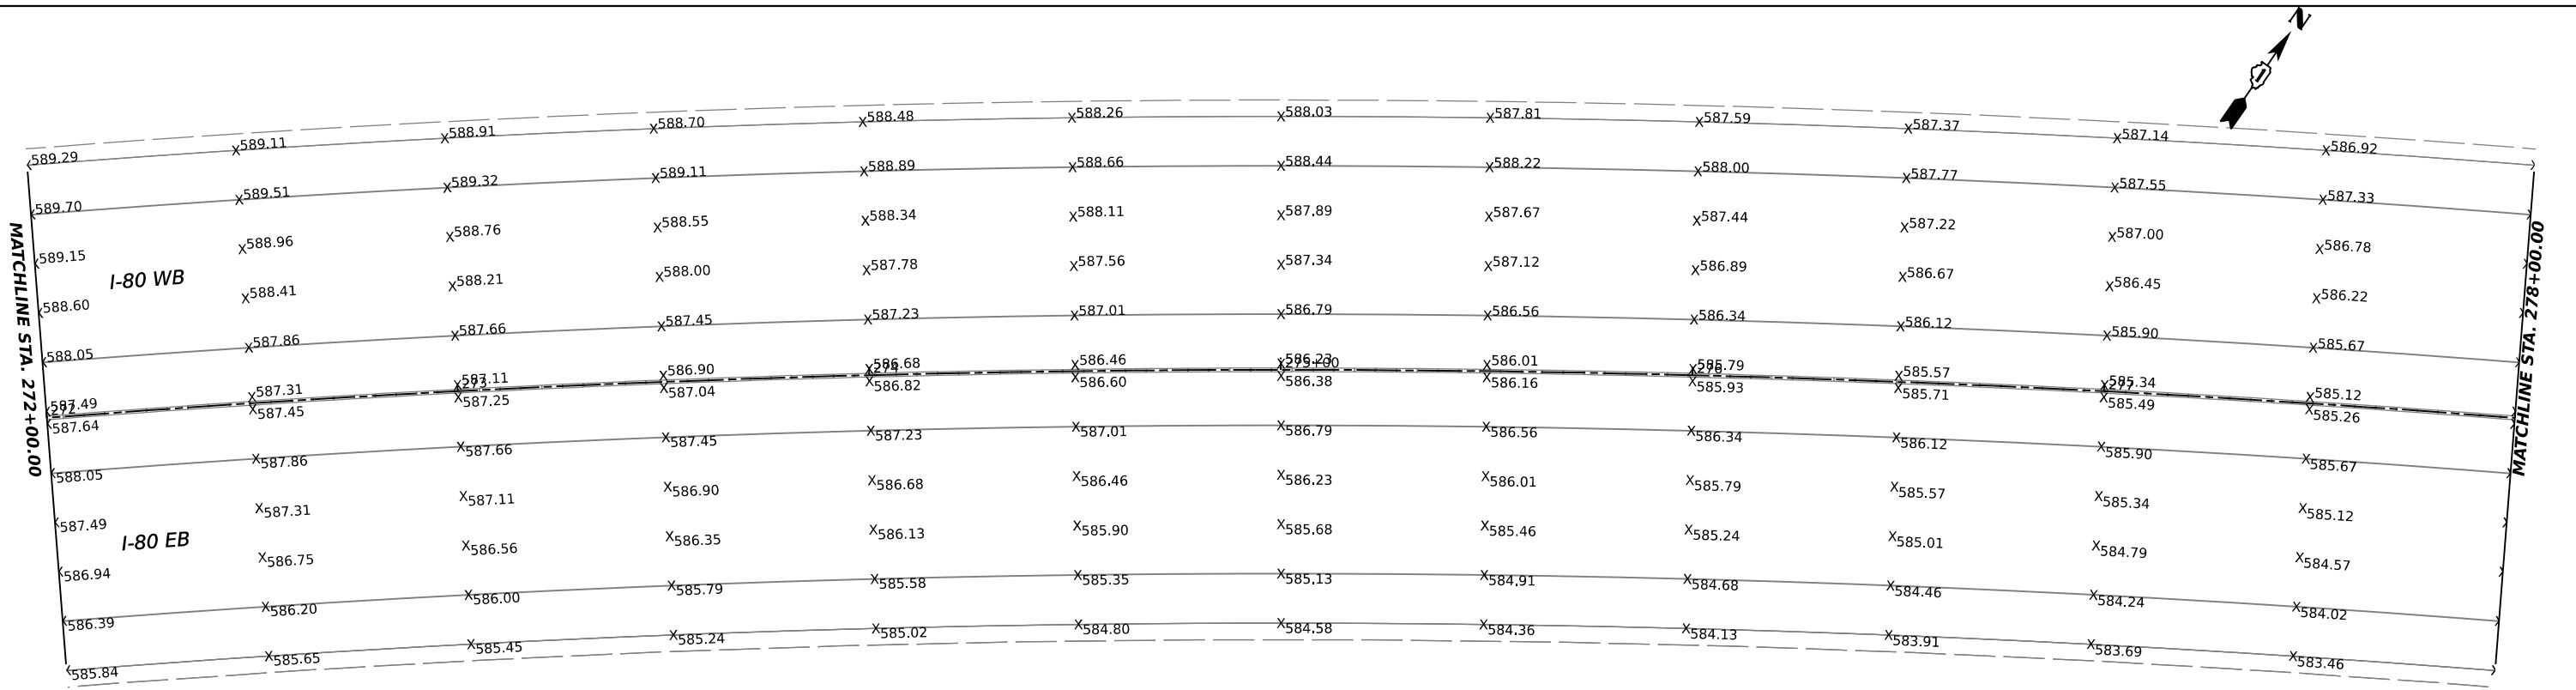 N
589.29 589.11 588.91 588.70 588.48 588.26 588.03 587.81 587.59 587.37 587.14 586.92
589.70 589.51 589.32 589.11 588.89 588.66 588.44 588.22 588.00 587.77 587.55 587.33
589.15 588.96 588.76 588.55 588.34 588.11 587.89 587.67 587.44 587.22 587.00 586.78
I-80 WB
588.60 588.41 588.21 588.00 587.78 587.56 587.34 587.12 586.89 586.67 586.45 586.22
588.05 587.86 587.66 587.45 587.23 587.01 586.79 586.56 586.34 586.12 585.90 585.67
587.49 587.31 587.11 586.90 586.68 586.46 586.23 586.01 585.79 585.57 585.34 585.12
272 273 274 275+00 276 277
587.64 587.45 587.25 587.04 586.82 586.60 586.38 586.16 585.93 585.71 585.49 585.26
588.05 587.86 587.66 587.45 587.23 587.01 586.79 586.56 586.34 586.12 585.90 585.67
587.49 587.31 587.11 586.90 586.68 586.46 586.23 586.01 585.79 585.57 585.34 585.12
I-80 EB
586.94 586.75 586.56 586.35 586.13 585.90 585.68 585.46 585.24 585.01 584.79 584.57
586.39 586.20 586.00 585.79 585.58 585.35 585.13 584.91 584.68 584.46 584.24 584.02
585.84 585.65 585.45 585.24 585.02 584.80 584.58 584.36 584.13 583.91 583.69 583.46
MATCHLINE STA. 272+00.00
MATCHLINE STA. 278+00.00